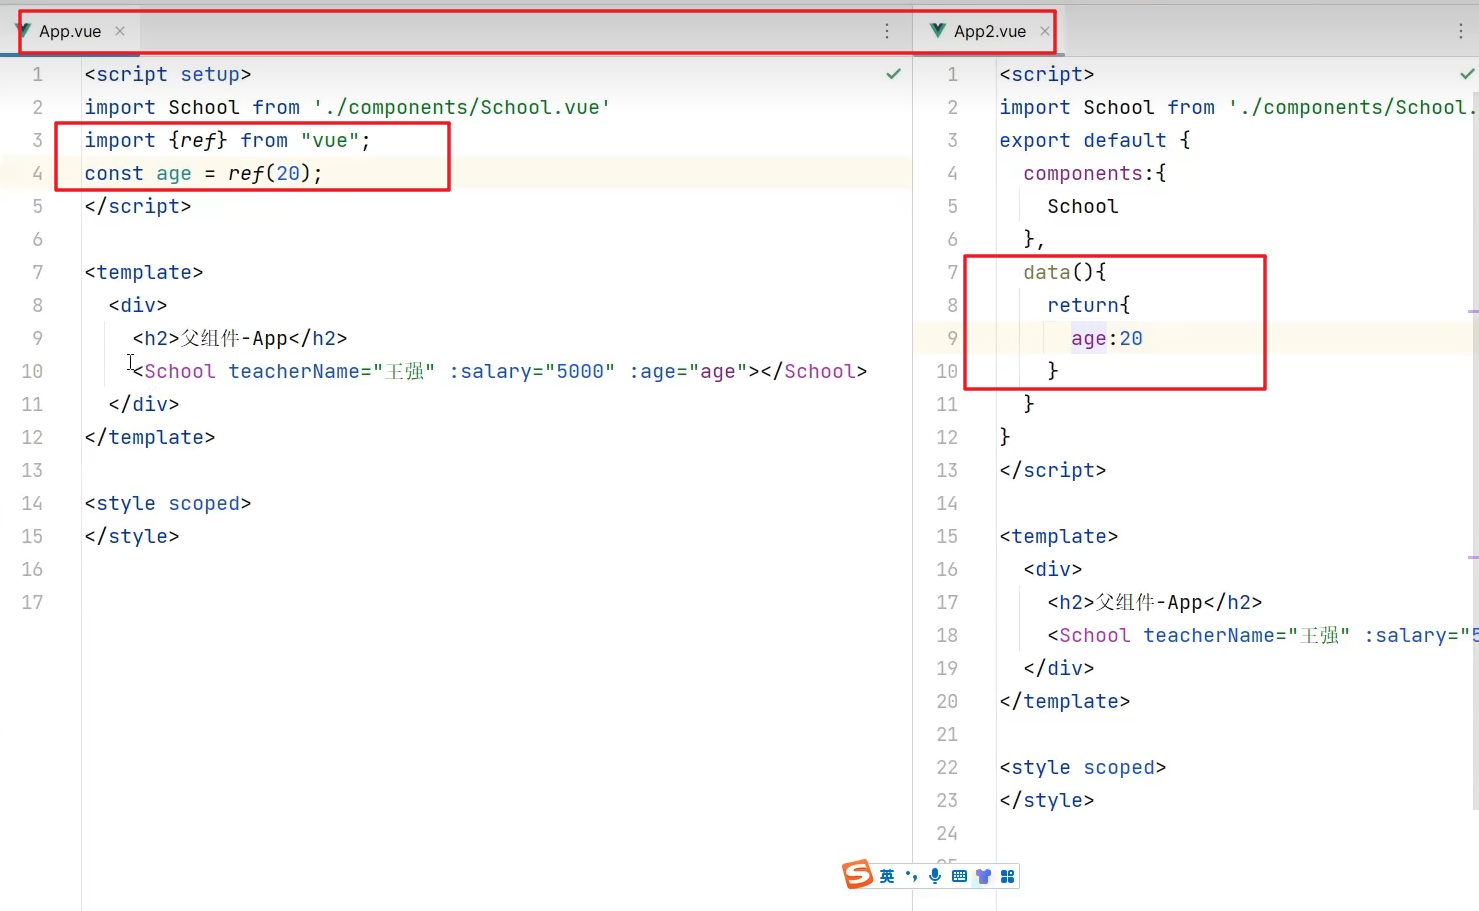 App.vue
App2.vue
1 <script setup>
2 import School from './components/School.vue'
3 import {ref} from "vue";
4 const age = ref(20);
5 </script>
6
7 <template>
8 <div>
9 <h2>父组件-App</h2>
10 <School teacherName="王强" :salary="5000" :age="age"></School>
11 </div>
12 </template>
13
14 <style scoped>
15 </style>
16
17
1 <script>
2 import School from './components/School.
3 export default {
4 components:{
5 School
6 },
7 data(){
8 return{
9 age:20
10 }
11 }
12 }
13 </script>
14
15 <template>
16 <div>
17 <h2>父组件-App</h2>
18 <School teacherName="王强" :salary="5
19 </div>
20 </template>
21
22 <style scoped>
23 </style>
24
S 英